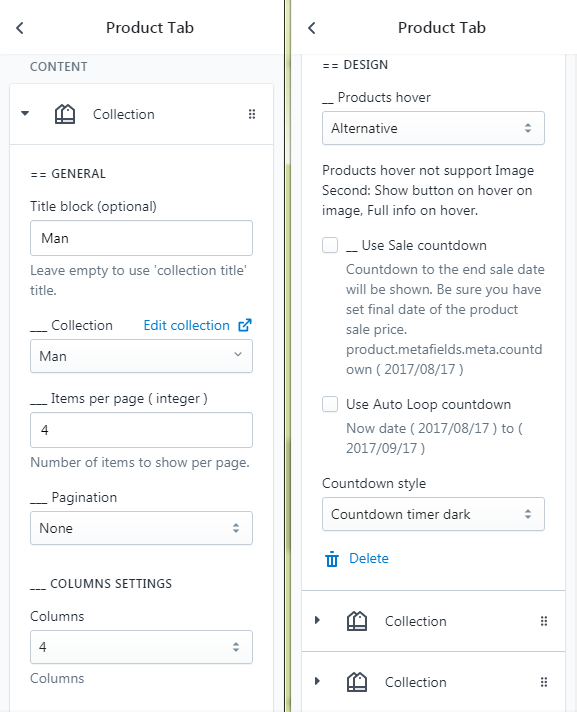 Product Tab
CONTENT
Collection
== GENERAL
Title block (optional)
Man
Leave empty to use 'collection title'
title.
___ Collection Edit collection
Man
___ Items per page ( integer )
4
Number of items to show per page.
___ Pagination
None
___ COLUMNS SETTINGS
Columns
4
Columns
Product Tab
== DESIGN
__ Products hover
Alternative
Products hover not support Image
Second: Show button on hover on
image, Full info on hover.
__ Use Sale countdown
Countdown to the end sale date
will be shown. Be sure you have
set final date of the product
sale price.
product.metafields.meta.countd
own ( 2017/08/17 )
Use Auto Loop countdown
Now date ( 2017/08/17 ) to (
2017/09/17 )
Countdown style
Countdown timer dark
Delete
Collection
Collection